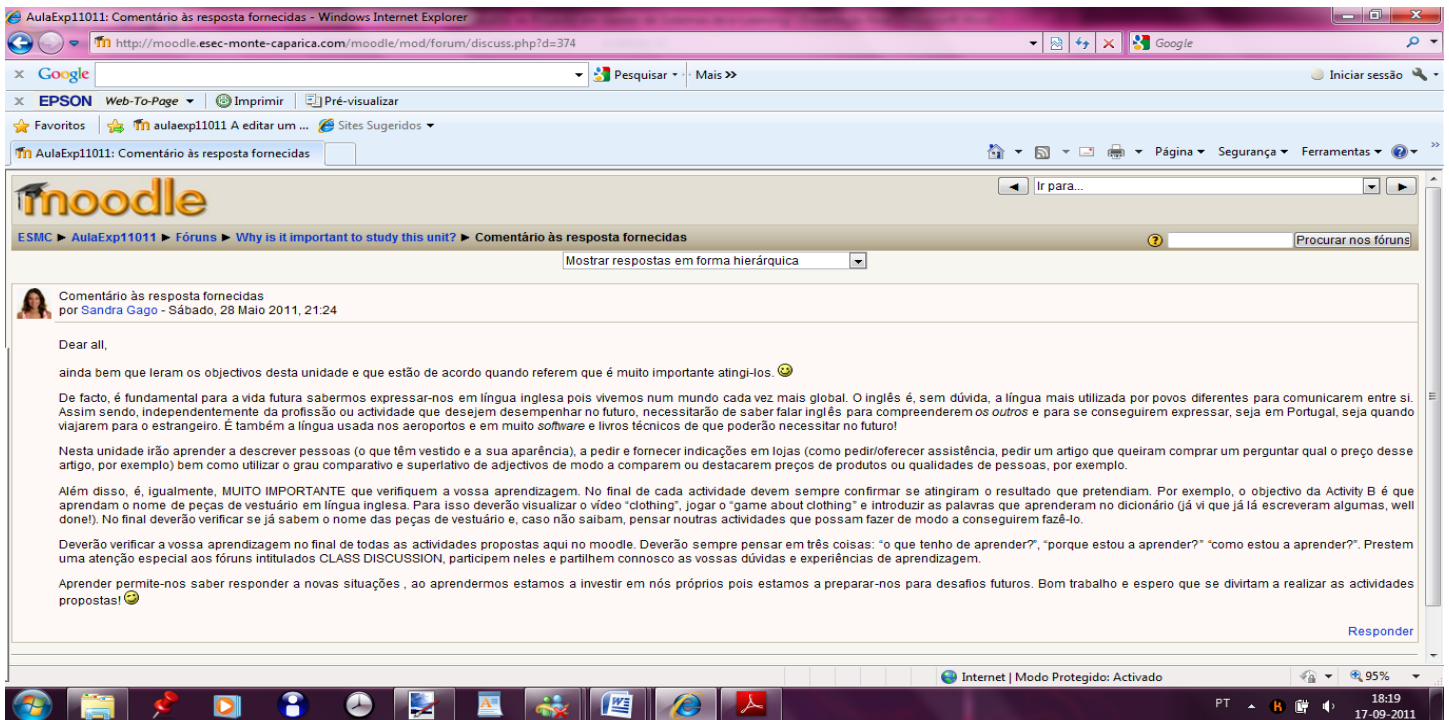 AulaExp11011: Comentário às resposta fornecidas - Windows Internet Explorer
http://moodle.esec-monte-caparica.com/moodle/mod/forum/discuss.php?d=374
Google
x Google
Pesquisar
Mais »
Iniciar sessão
x EPSON Web-To-Page
Imprimir
Pré-visualizar
Favoritos
aulaexp11011 A editar um ...
Sites Sugeridos
AulaExp11011: Comentário às resposta fornecidas
Página
Segurança
Ferramentas
moodle
Ir para...
ESMC ► AulaExp11011 ► Fóruns ► Why is it important to study this unit? ► Comentário às resposta fornecidas
Procurar nos fóruns
Mostrar respostas em forma hierárquica
Comentário às resposta fornecidas
por Sandra Gago - Sábado, 28 Maio 2011, 21:24
Dear all,
ainda bem que leram os objectivos desta unidade e que estão de acordo quando referem que é muito importante atingi-los.
De facto, é fundamental para a vida futura sabermos expressar-nos em língua inglesa pois vivemos num mundo cada vez mais global. O inglês é, sem dúvida, a língua mais utilizada por povos diferentes para comunicarem entre si.
Assim sendo, independentemente da profissão ou actividade que desejem desempenhar no futuro, necessitarão de saber falar inglês para compreenderem os outros e para se conseguirem expressar, seja em Portugal, seja quando
viajarem para o estrangeiro. É também a língua usada nos aeroportos e em muito software e livros técnicos de que poderão necessitar no futuro!
Nesta unidade irão aprender a descrever pessoas (o que têm vestido e a sua aparência), a pedir e fornecer indicações em lojas (como pedir/oferecer assistência, pedir um artigo que queiram comprar um perguntar qual o preço desse
artigo, por exemplo) bem como utilizar o grau comparativo e superlativo de adjectivos de modo a comparem ou destacarem preços de produtos ou qualidades de pessoas, por exemplo.
Além disso, é, igualmente, MUITO IMPORTANTE que verifiquem a vossa aprendizagem. No final de cada actividade devem sempre confirmar se atingiram o resultado que pretendiam. Por exemplo, o objectivo da Activity B é que
aprendam o nome de peças de vestuário em língua inglesa. Para isso deverão visualizar o vídeo “clothing”, jogar o “game about clothing” e introduzir as palavras que aprenderam no dicionário (já vi que já lá escreveram algumas, well
done!). No final deverão verificar se já sabem o nome das peças de vestuário e, caso não saibam, pensar noutras actividades que possam fazer de modo a conseguirem fazê-lo.
Deverão verificar a vossa aprendizagem no final de todas as actividades propostas aqui no moodle. Deverão sempre pensar em três coisas: “o que tenho de aprender?”, “porque estou a aprender?” “como estou a aprender?”. Prestem
uma atenção especial aos fóruns intitulados CLASS DISCUSSION, participem neles e partilhem connosco as vossas dúvidas e experiências de aprendizagem.
Aprender permite-nos saber responder a novas situações , ao aprendermos estamos a investir em nós próprios pois estamos a preparar-nos para desafios futuros. Bom trabalho e espero que se divirtam a realizar as actividades
propostas!
Responder
Internet | Modo Protegido: Activado
95%
PT
18:19
17-09-2011